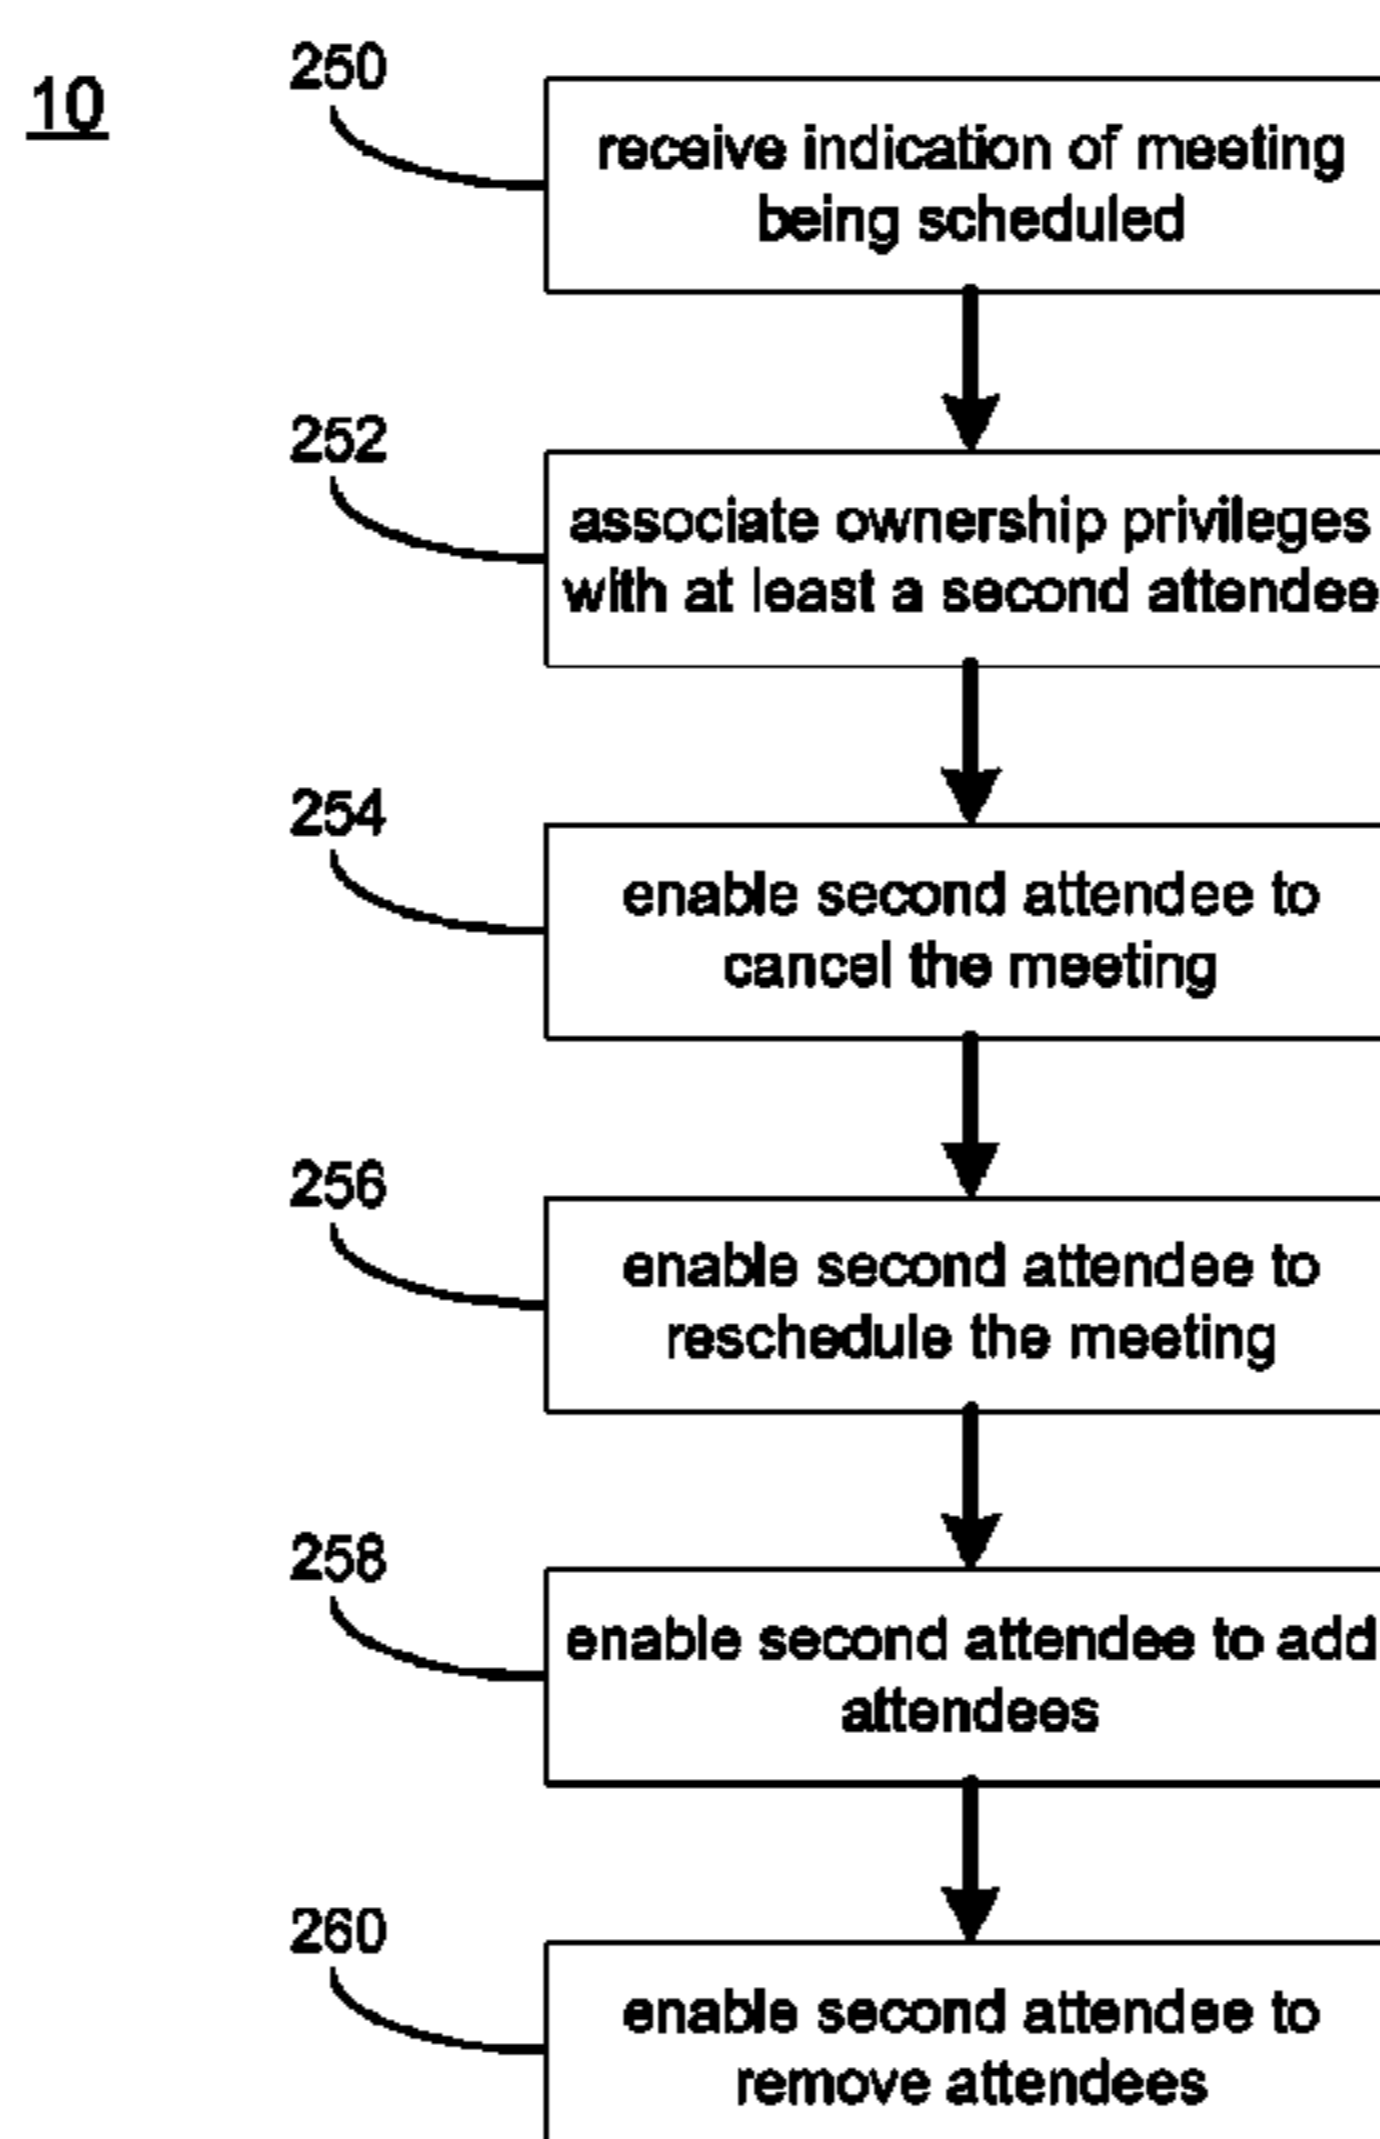 10
250
receive indication of meeting
being scheduled
252
associate ownership privileges
with at least a second attendee
254
enable second attendee to
cancel the meeting
256
enable second attendee to
reschedule the meeting
258
enable second attendee to add
attendees
260
enable second attendee to
remove attendees